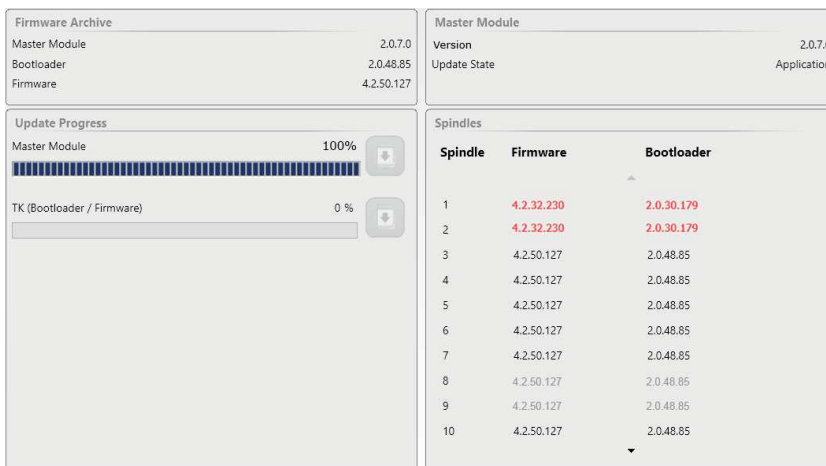 Firmware Archive
Master Module 2.0.7.0
Bootloader 2.0.48.85
Firmware 4.2.50.127
Update Progress
Master Module 100%
TK (Bootloader / Firmware) 0 %
Master Module
Version 2.0.7.
Update State Application
Spindles
Spindle Firmware Bootloader
1 4.2.32.230 2.0.30.179
2 4.2.32.230 2.0.30.179
3 4.2.50.127 2.0.48.85
4 4.2.50.127 2.0.48.85
5 4.2.50.127 2.0.48.85
6 4.2.50.127 2.0.48.85
7 4.2.50.127 2.0.48.85
8 4.2.50.127 2.0.48.85
9 4.2.50.127 2.0.48.85
10 4.2.50.127 2.0.48.85